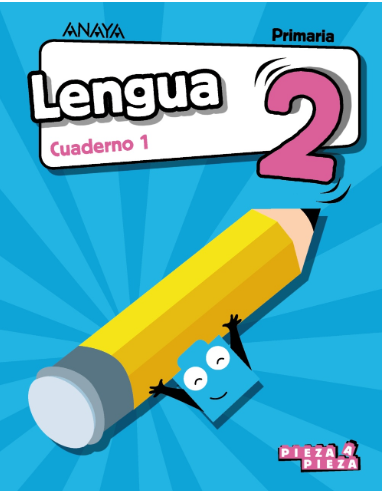 ANAYA
Primaria
Lengua 2
Cuaderno 1
PIEZA A
PIEZA